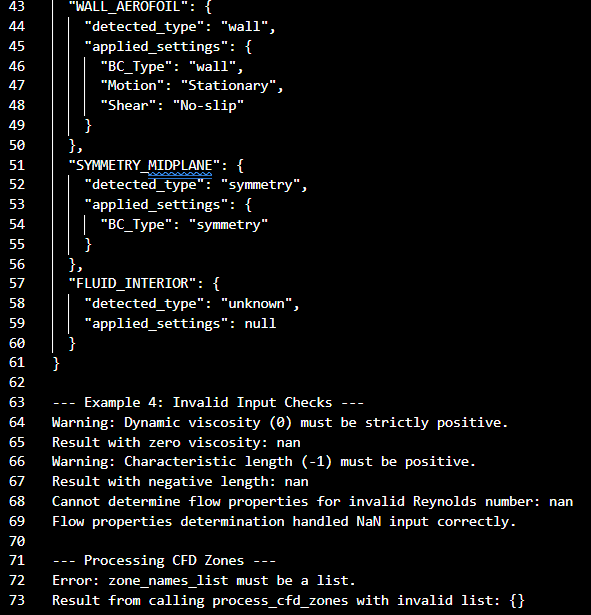 43 "WALL_AEROFOIL": {
44 "detected_type": "wall",
45 "applied_settings": {
46 "BC_Type": "wall",
47 "Motion": "Stationary",
48 "Shear": "No-slip"
49 }
50 },
51 "SYMMETRY_MIDPLANE": {
52 "detected_type": "symmetry",
53 "applied_settings": {
54 "BC_Type": "symmetry"
55 }
56 },
57 "FLUID_INTERIOR": {
58 "detected_type": "unknown",
59 "applied_settings": null
60 }
61 }
62
63 --- Example 4: Invalid Input Checks ---
64 Warning: Dynamic viscosity (0) must be strictly positive.
65 Result with zero viscosity: nan
66 Warning: Characteristic length (-1) must be positive.
67 Result with negative length: nan
68 Cannot determine flow properties for invalid Reynolds number: nan
69 Flow properties determination handled NaN input correctly.
70
71 --- Processing CFD Zones ---
72 Error: zone_names_list must be a list.
73 Result from calling process_cfd_zones with invalid list: {}